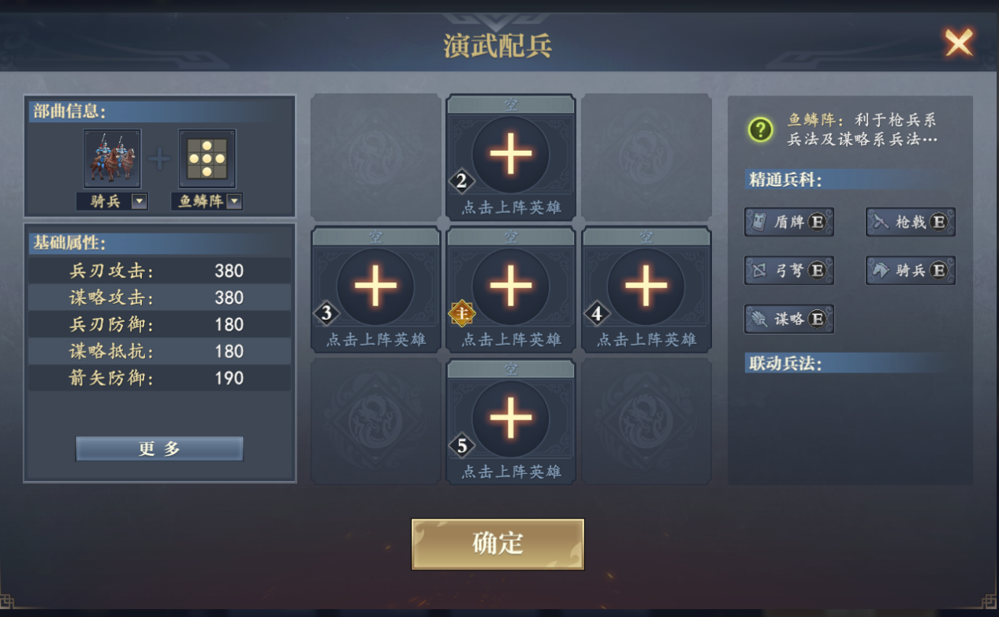 演武配兵
部曲信息：
骑兵
鱼鳞阵
基础属性：
兵刃攻击： 380
谋略攻击： 380
兵刃防御： 180
谋略抵抗： 180
箭矢防御： 190
更多
空
2
点击上阵英雄
空
3
点击上阵英雄
空
主
点击上阵英雄
空
4
点击上阵英雄
空
5
点击上阵英雄
?
鱼鳞阵：利于枪兵系
兵法及谋略系兵法…
精通兵科：
盾牌 E
枪戟 E
弓弩 E
骑兵 E
谋略 E
联动兵法：
确定